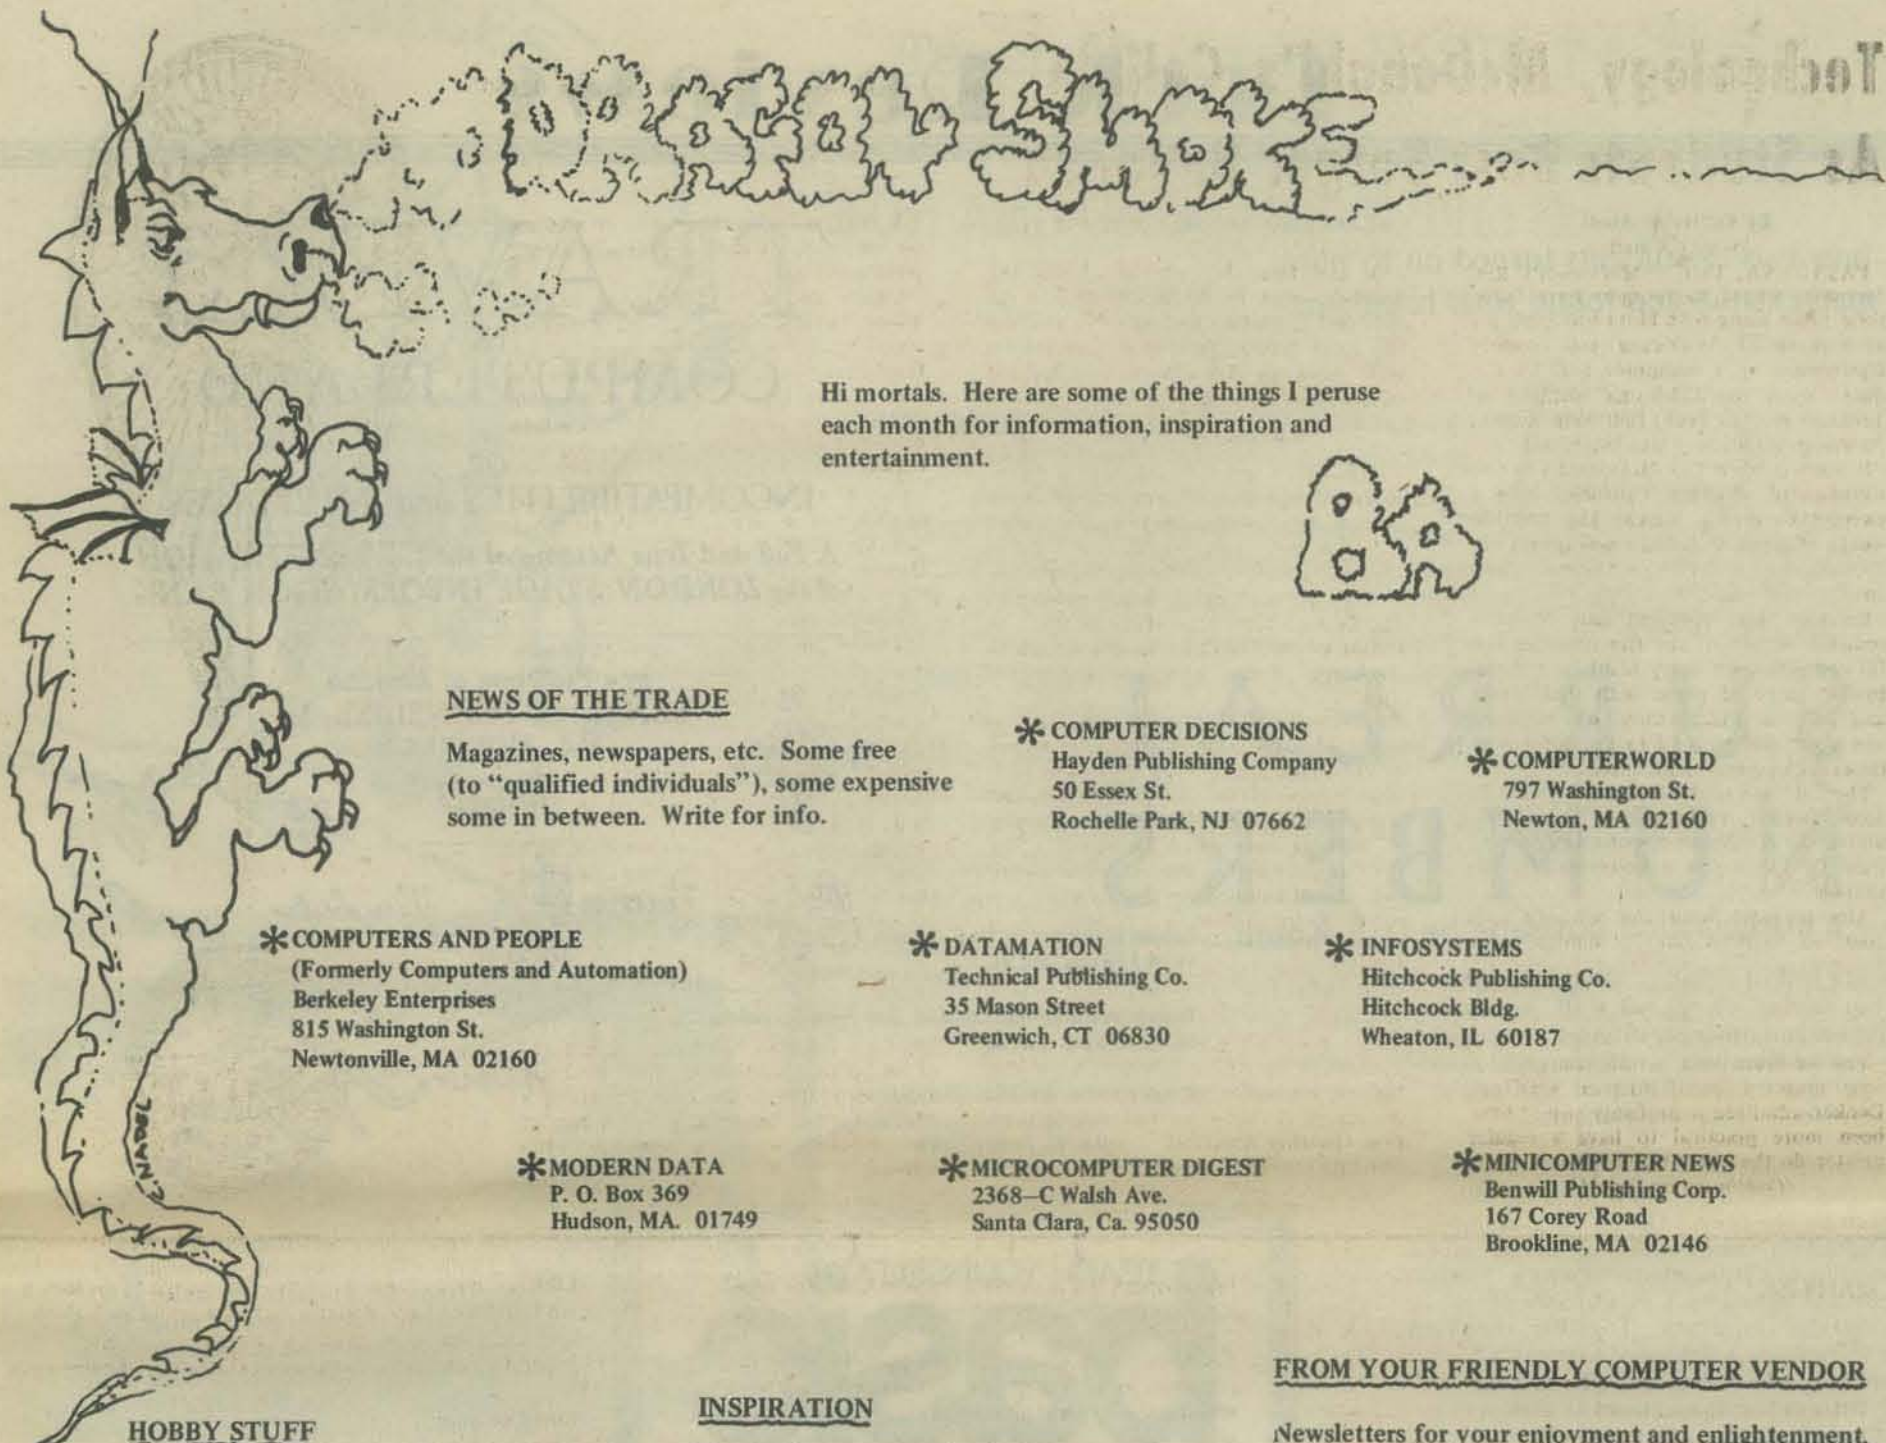 DRAGON SMOKE
Hi mortals. Here are some of the things I peruse
each month for information, inspiration and
entertainment.
BA
NEWS OF THE TRADE
Magazines, newspapers, etc. Some free
(to “qualified individuals”), some expensive
some in between. Write for info.
* COMPUTER DECISIONS
Hayden Publishing Company
50 Essex St.
Rochelle Park, NJ 07662
* COMPUTERWORLD
797 Washington St.
Newton, MA 02160
* COMPUTERS AND PEOPLE
(Formerly Computers and Automation)
Berkeley Enterprises
815 Washington St.
Newtonville, MA 02160
* DATAMATION
Technical Publishing Co.
35 Mason Street
Greenwich, CT 06830
* INFOSYSTEMS
Hitchcock Publishing Co.
Hitchcock Bldg.
Wheaton, IL 60187
NADEL
* MODERN DATA
P. O. Box 369
Hudson, MA. 01749
* MICROCOMPUTER DIGEST
2368—C Walsh Ave.
Santa Clara, Ca. 95050
* MINICOMPUTER NEWS
Benwill Publishing Corp.
167 Corey Road
Brookline, MA 02146
HOBBY STUFF
INSPIRATION
FROM YOUR FRIENDLY COMPUTER VENDOR
Newsletters for your enjoyment and enlightenment.